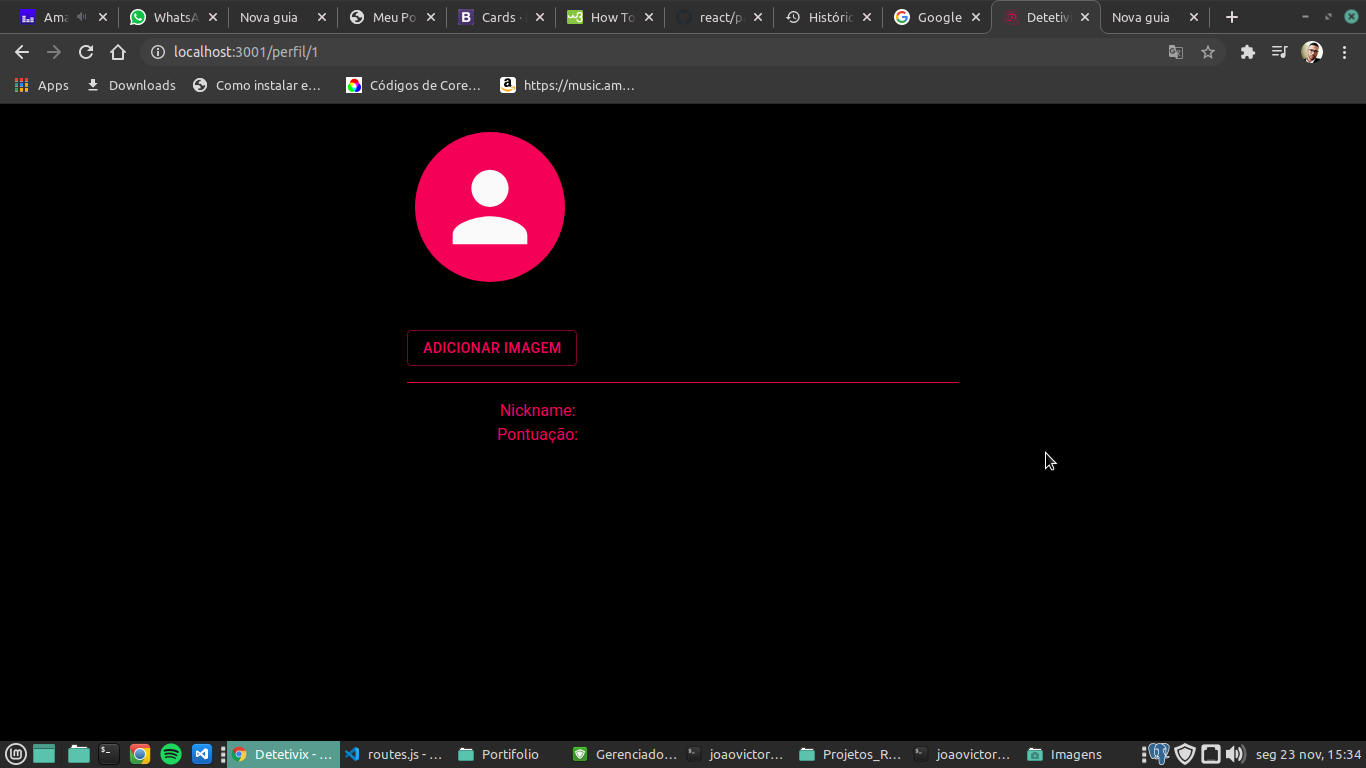 Ama
WhatsA
Nova guia
Meu Po
Cards ·
How To
react/p
Históric
Google
Detetivi
Nova guia
localhost:3001/perfil/1
Apps
Downloads
Como instalar e...
Códigos de Core...
https://music.am...
ADICIONAR IMAGEM
Nickname:
Pontuação:
Detetivix - ...
routes.js - ...
Portifolio
Gerenciado...
joaovictor...
Projetos_R...
joaovictor...
Imagens
seg 23 nov, 15:34